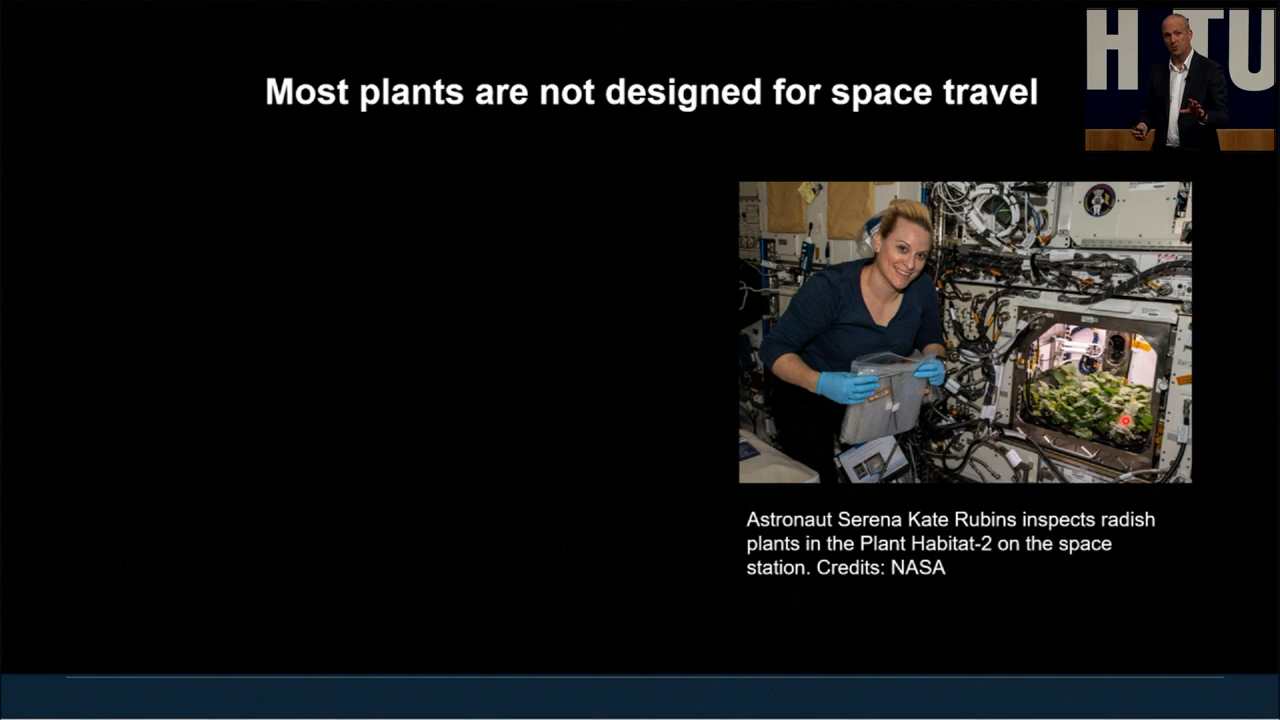 Most plants are not designed for space travel
Astronaut Serena Kate Rubins inspects radish
plants in the Plant Habitat-2 on the space
station. Credits: NASA